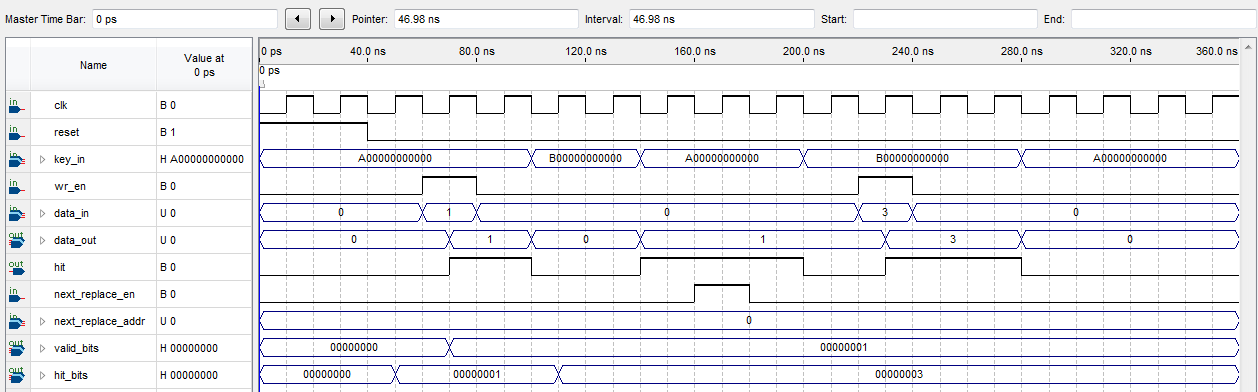 Master Time Bar: 0 ps Pointer: 46.98 ns Interval: 46.98 ns Start: End:
Name Value at 0 ps
0 ps 40.0 ns 80.0 ns 120.0 ns 160.0 ns 200.0 ns 240.0 ns 280.0 ns 320.0 ns 360.0 ns
0 ps
in clk B 0
in reset B 1
in key_in H A00000000000 A00000000000 B00000000000 A00000000000 B00000000000 A00000000000
in wr_en B 0
in data_in U 0 0 1 0 3 0
out data_out U 0 0 1 0 1 3 0
out hit B 0
in next_replace_en B 0
in next_replace_addr U 0 0
out valid_bits H 00000000 00000000 00000001
out hit_bits H 00000000 00000000 00000001 00000003